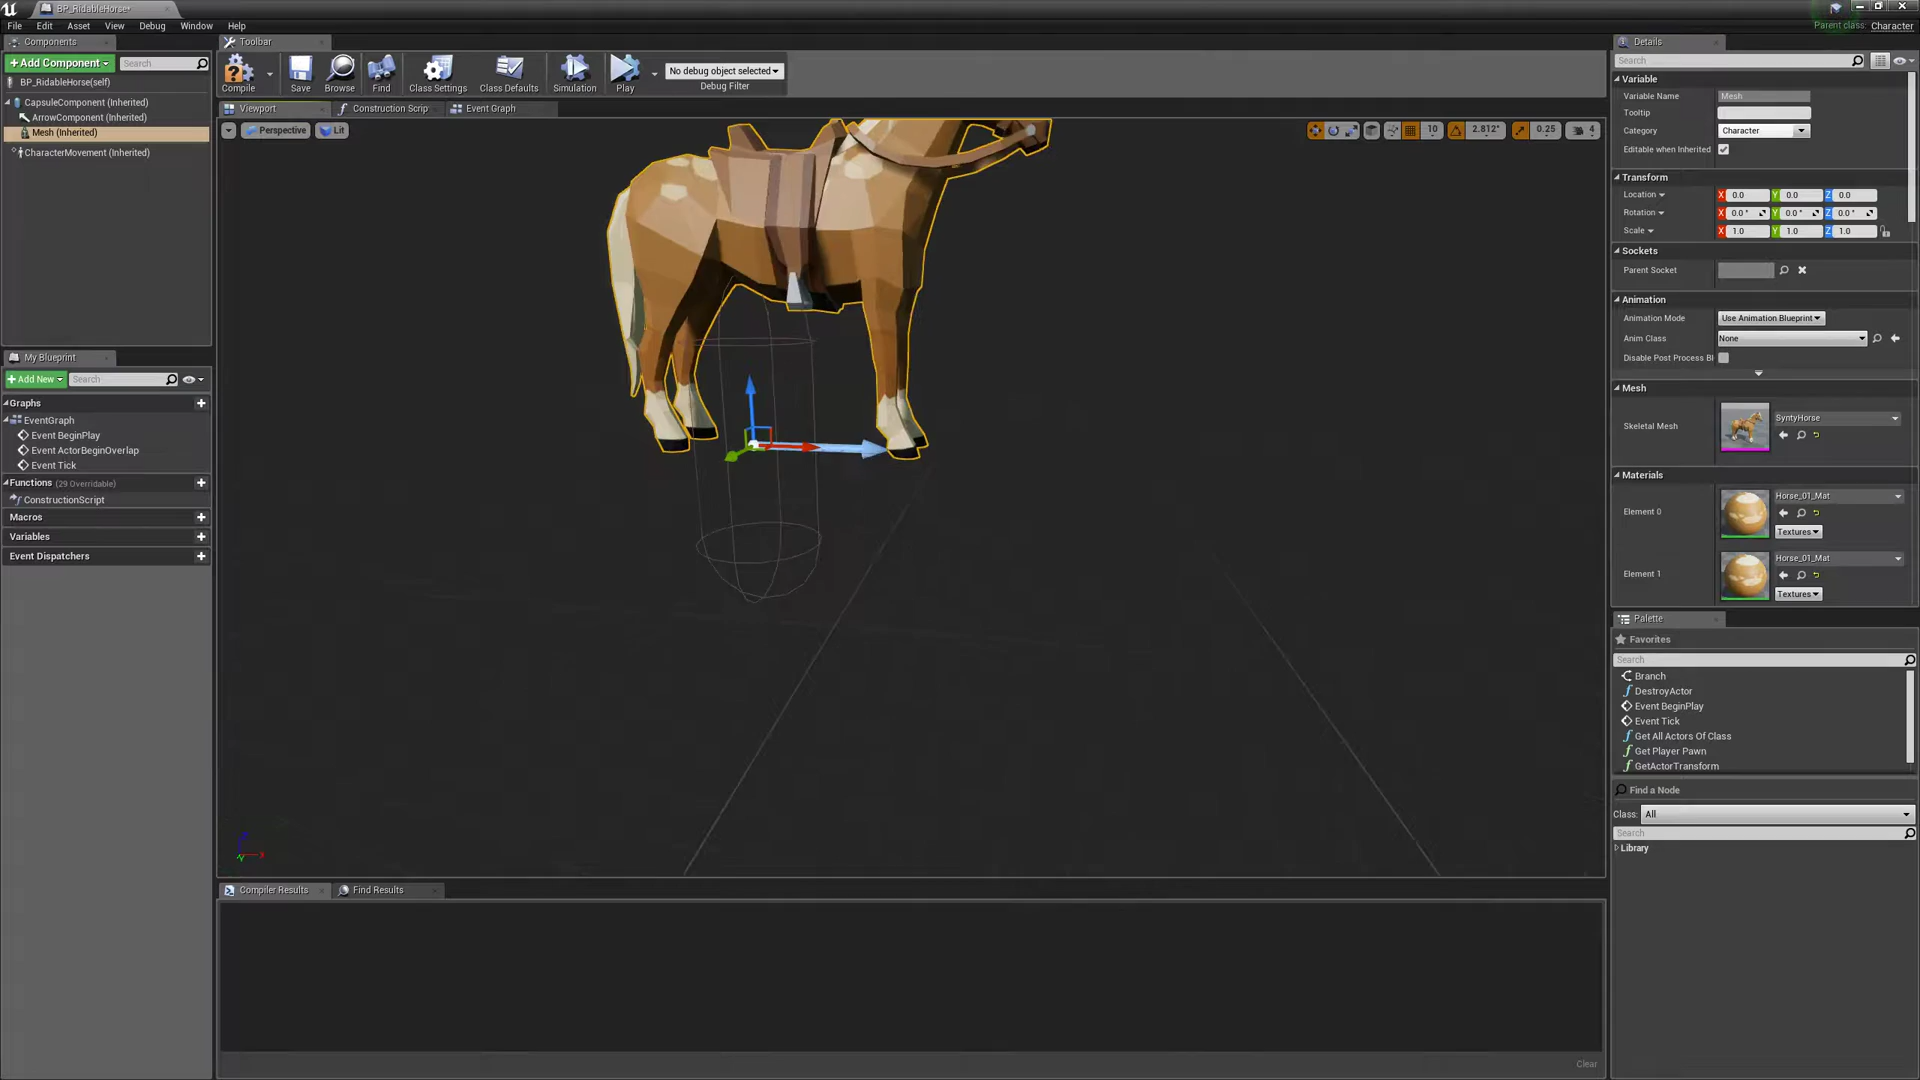 BP_RidableHorse*
File Edit Asset View Debug Window Help
Parent class: Character
Components
Add Component
Search
BP_RidableHorse(self)
CapsuleComponent (Inherited)
ArrowComponent (Inherited)
Mesh (Inherited)
CharacterMovement (Inherited)
My Blueprint
Add New
Search
Graphs
EventGraph
Event BeginPlay
Event ActorBeginOverlap
Event Tick
Functions (29 Overridable)
ConstructionScript
Macros
Variables
Event Dispatchers
Toolbar
Compile
Save
Browse
Find
Class Settings
Class Defaults
Simulation
Play
No debug object selected
Debug Filter
Viewport
Construction Scrip
Event Graph
Perspective
Lit
10
2.812°
0.25
4
Compiler Results
Find Results
Clear
Details
Search
Variable
Variable Name Mesh
Tooltip
Category Character
Editable when Inherited
Transform
Location X 0.0 Y 0.0 Z 0.0
Rotation X 0.0 ° Y 0.0 ° Z 0.0 °
Scale X 1.0 Y 1.0 Z 1.0
Sockets
Parent Socket
Animation
Animation Mode Use Animation Blueprint
Anim Class None
Disable Post Process Bl
Mesh
Skeletal Mesh SyntyHorse
Materials
Element 0 Horse_01_Mat
Textures
Element 1 Horse_01_Mat
Textures
Palette
Favorites
Search
Branch
DestroyActor
Event BeginPlay
Event Tick
Get All Actors Of Class
Get Player Pawn
GetActorTransform
Find a Node
Class: All
Search
Library